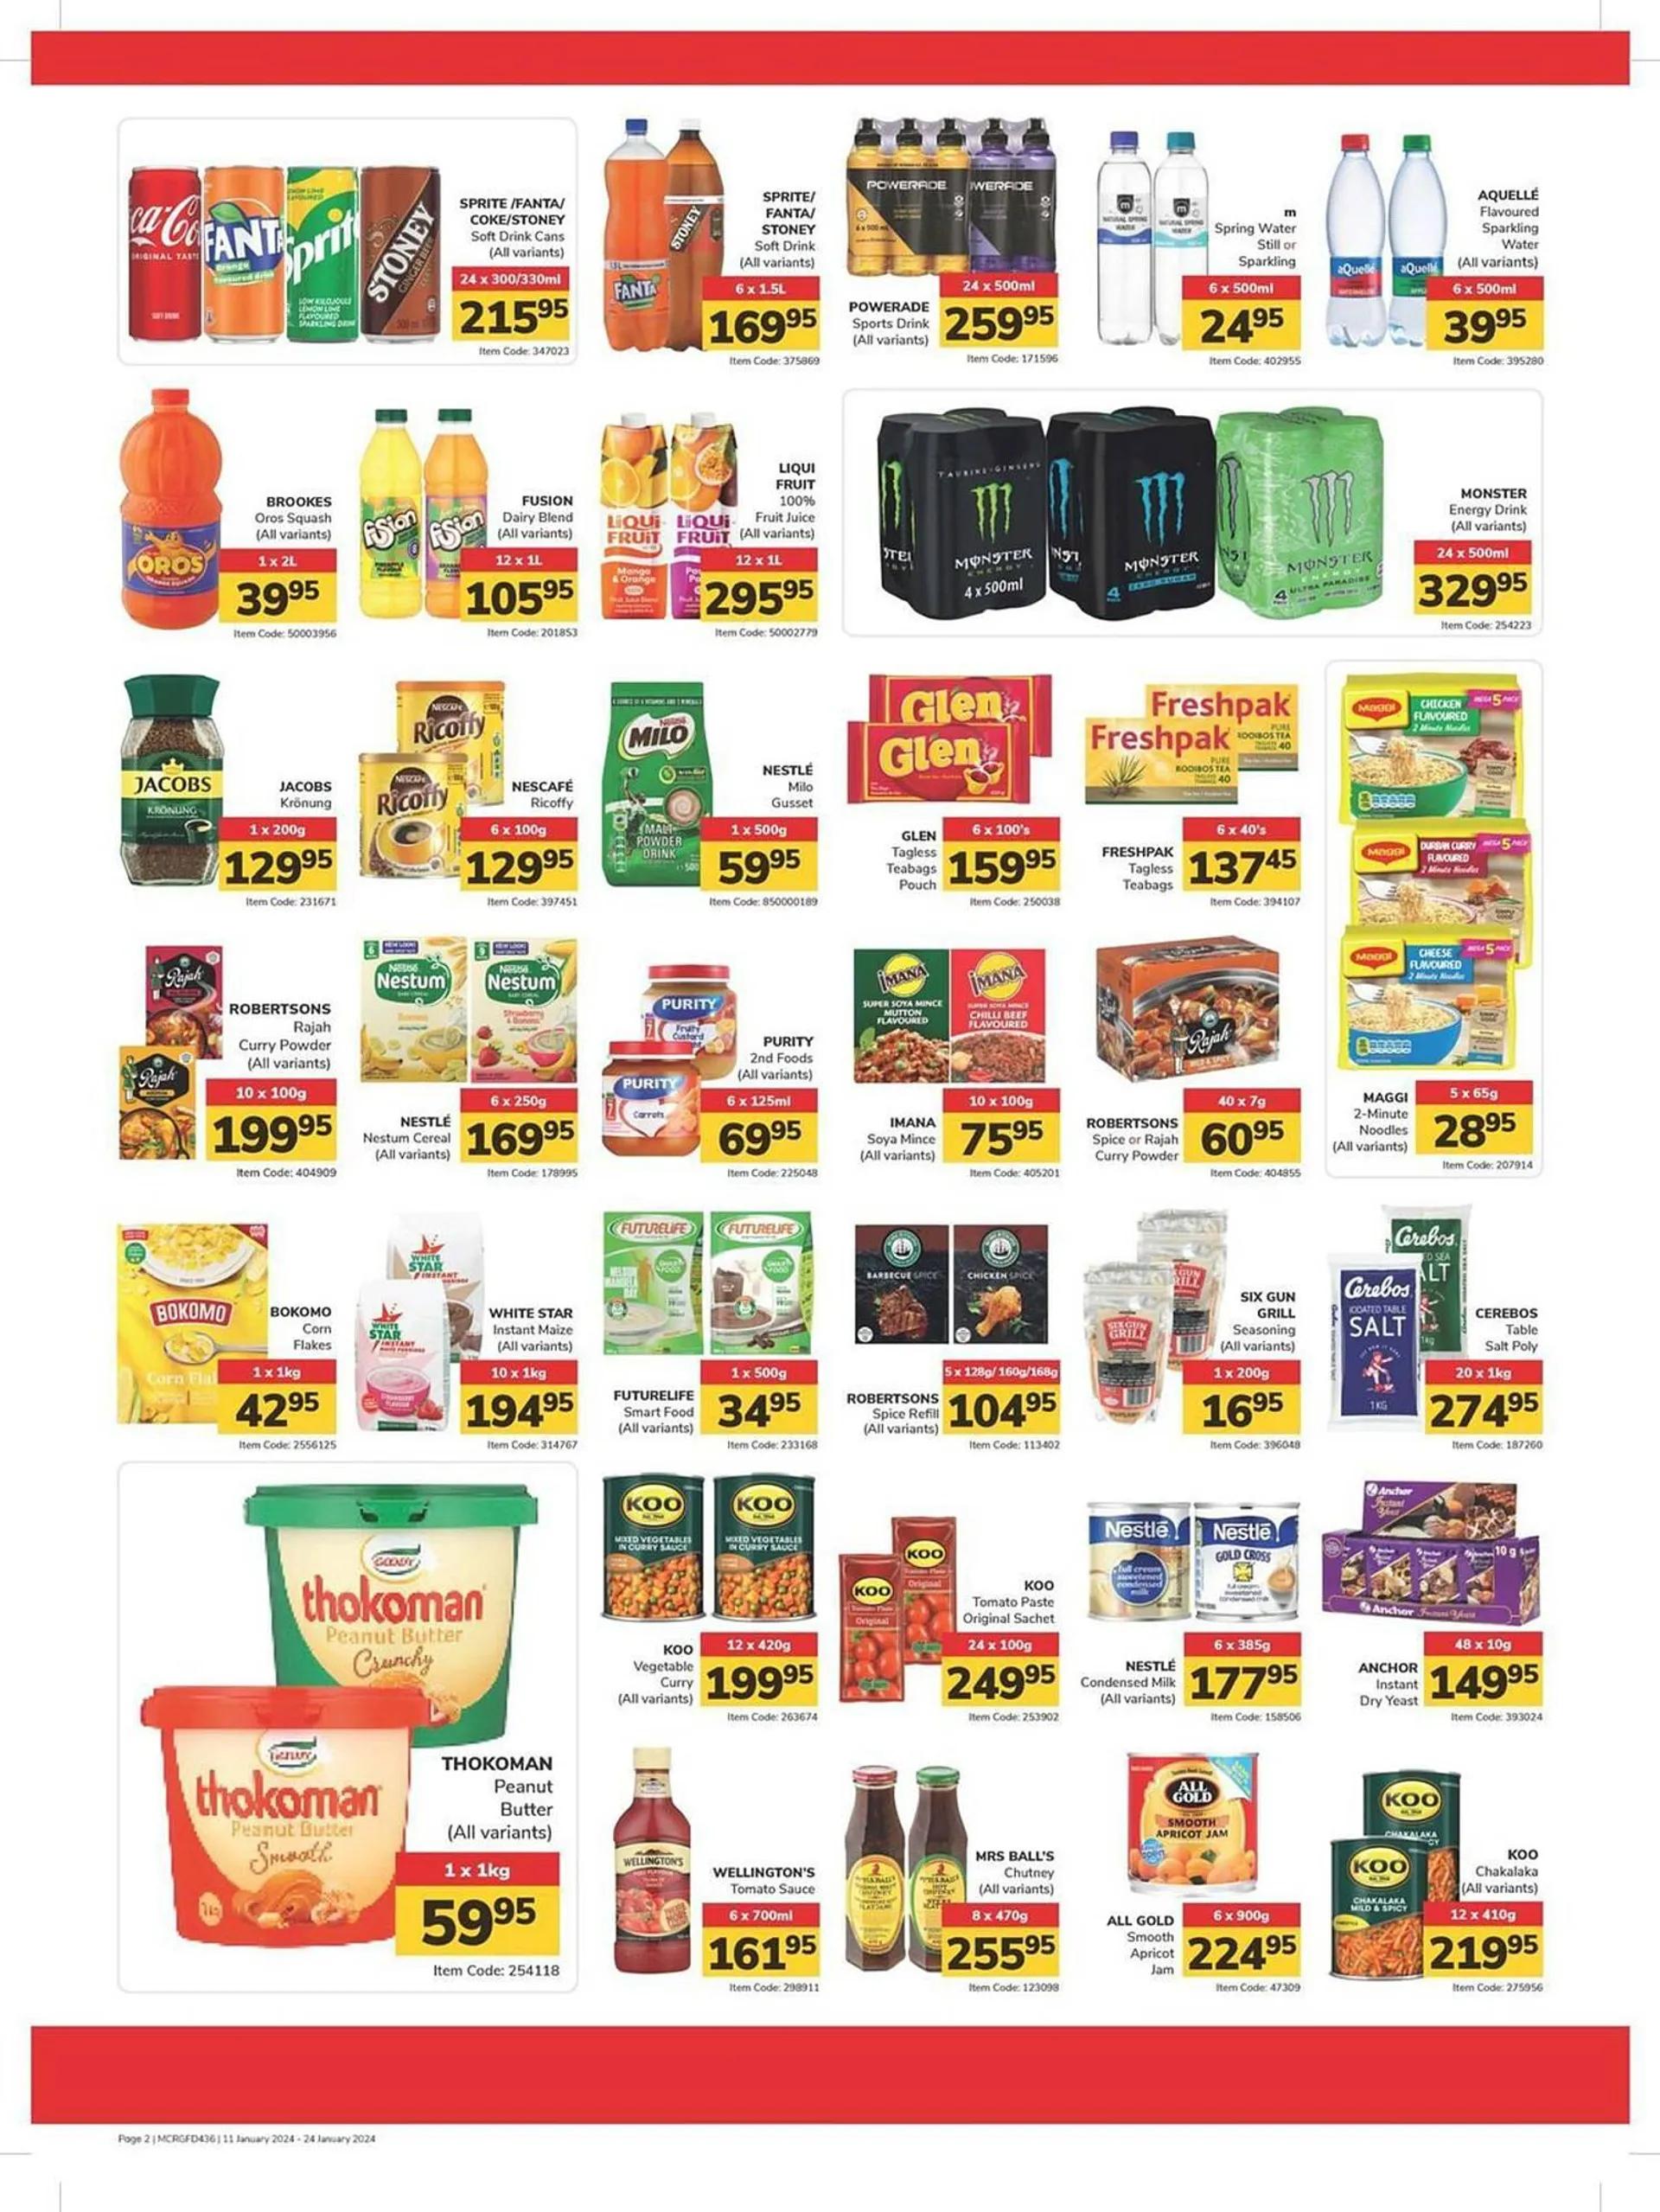 SPRITE /FANTA/
COKE/STONEY
Soft Drink Cans
(All variants)
24 x 300/330ml
215 95
Item Code: 347023
SPRITE/
FANTA/
STONEY
Soft Drink
(All variants)
6 x 1.5L
169 95
Item Code: 375869
POWERADE
Sports Drink
(All variants)
24 x 500ml
259 95
Item Code: 171596
m
Spring Water
Still or
Sparkling
6 x 500ml
24 95
Item Code: 402955
AQUELLÉ
Flavoured
Sparkling
Water
(All variants)
6 x 500ml
39 95
Item Code: 395280
BROOKES
Oros Squash
(All variants)
1 x 2L
39 95
Item Code: 50003956
FUSION
Dairy Blend
(All variants)
12 x 1L
105 95
Item Code: 201853
LIQUI
FRUIT
100%
Fruit Juice
(All variants)
12 x 1L
295 95
Item Code: 50002779
MONSTER
Energy Drink
(All variants)
24 x 500ml
329 95
Item Code: 254223
JACOBS
Krönung
1 x 200g
129 95
Item Code: 231671
NESCAFÉ
Ricoffy
6 x 100g
129 95
Item Code: 397451
NESTLÉ
Milo
Gusset
1 x 500g
59 95
Item Code: 850000189
GLEN
Tagless
Teabags
Pouch
6 x 100's
159 95
Item Code: 250038
FRESHPAK
Tagless
Teabags
6 x 40's
137 45
Item Code: 394107
MAGGI
2-Minute
Noodles
(All variants)
5 x 65g
28 95
Item Code: 207914
ROBERTSONS
Rajah
Curry Powder
(All variants)
10 x 100g
199 95
Item Code: 404909
NESTLÉ
Nestum Cereal
(All variants)
6 x 250g
169 95
Item Code: 178995
PURITY
2nd Foods
(All variants)
6 x 125ml
69 95
Item Code: 225048
IMANA
Soya Mince
(All variants)
10 x 100g
75 95
Item Code: 405201
ROBERTSONS
Spice or Rajah
Curry Powder
40 x 7g
60 95
Item Code: 404855
BOKOMO
Corn
Flakes
1 x 1kg
42 95
Item Code: 2556125
WHITE STAR
Instant Maize
(All variants)
10 x 1kg
194 95
Item Code: 314767
FUTURELIFE
Smart Food
(All variants)
1 x 500g
34 95
Item Code: 233168
ROBERTSONS
Spice Refill
(All variants)
5 x 128g/ 160g/168g
104 95
Item Code: 113402
SIX GUN
GRILL
Seasoning
(All variants)
1 x 200g
16 95
Item Code: 396048
CEREBOS
Table
Salt Poly
20 x 1kg
274 95
Item Code: 187260
THOKOMAN
Peanut
Butter
(All variants)
1 x 1kg
59 95
Item Code: 254118
KOO
Vegetable
Curry
(All variants)
12 x 420g
199 95
Item Code: 263674
KOO
Tomato Paste
Original Sachet
24 x 100g
249 95
Item Code: 253902
NESTLÉ
Condensed Milk
(All variants)
6 x 385g
177 95
Item Code: 158506
ANCHOR
Instant
Dry Yeast
48 x 10g
149 95
Item Code: 393024
WELLINGTON'S
Tomato Sauce
6 x 700ml
161 95
Item Code: 298911
MRS BALL'S
Chutney
(All variants)
8 x 470g
255 95
Item Code: 123098
ALL GOLD
Smooth
Apricot
Jam
6 x 900g
224 95
Item Code: 47309
KOO
Chakalaka
(All variants)
12 x 410g
219 95
Item Code: 275956
Page 2 | MCRGFD436 | 11 January 2024 - 24 January 2024